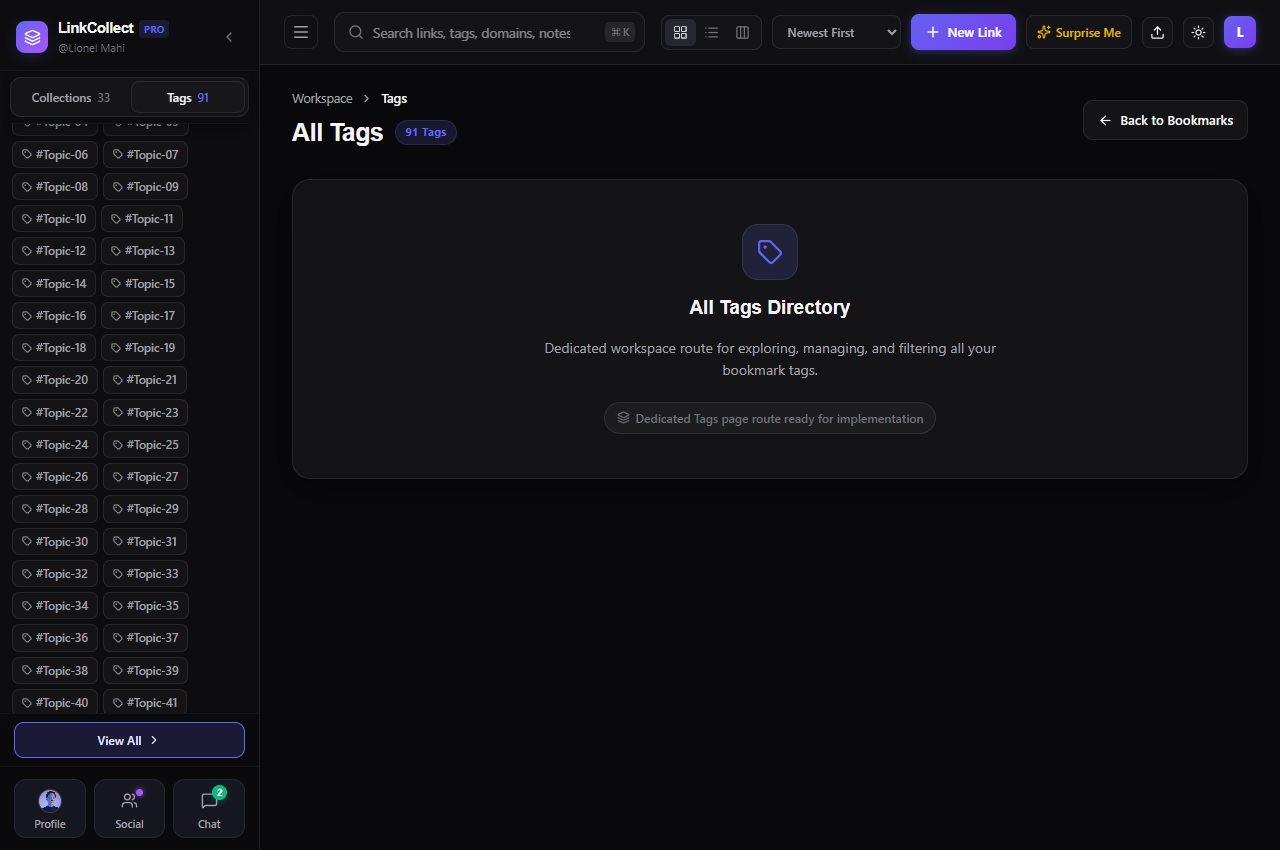 LinkCollect PRO
@Lionel Mahi
Collections 33
Tags 91
#Topic-06
#Topic-07
#Topic-08
#Topic-09
#Topic-10
#Topic-11
#Topic-12
#Topic-13
#Topic-14
#Topic-15
#Topic-16
#Topic-17
#Topic-18
#Topic-19
#Topic-20
#Topic-21
#Topic-22
#Topic-23
#Topic-24
#Topic-25
#Topic-26
#Topic-27
#Topic-28
#Topic-29
#Topic-30
#Topic-31
#Topic-32
#Topic-33
#Topic-34
#Topic-35
#Topic-36
#Topic-37
#Topic-38
#Topic-39
#Topic-40
#Topic-41
View All
Profile
Social
2
Chat
Search links, tags, domains, notes
⌘ K
Newest First
New Link
Surprise Me
L
Workspace > Tags
All Tags
91 Tags
Back to Bookmarks
All Tags Directory
Dedicated workspace route for exploring, managing, and filtering all your
bookmark tags.
Dedicated Tags page route ready for implementation